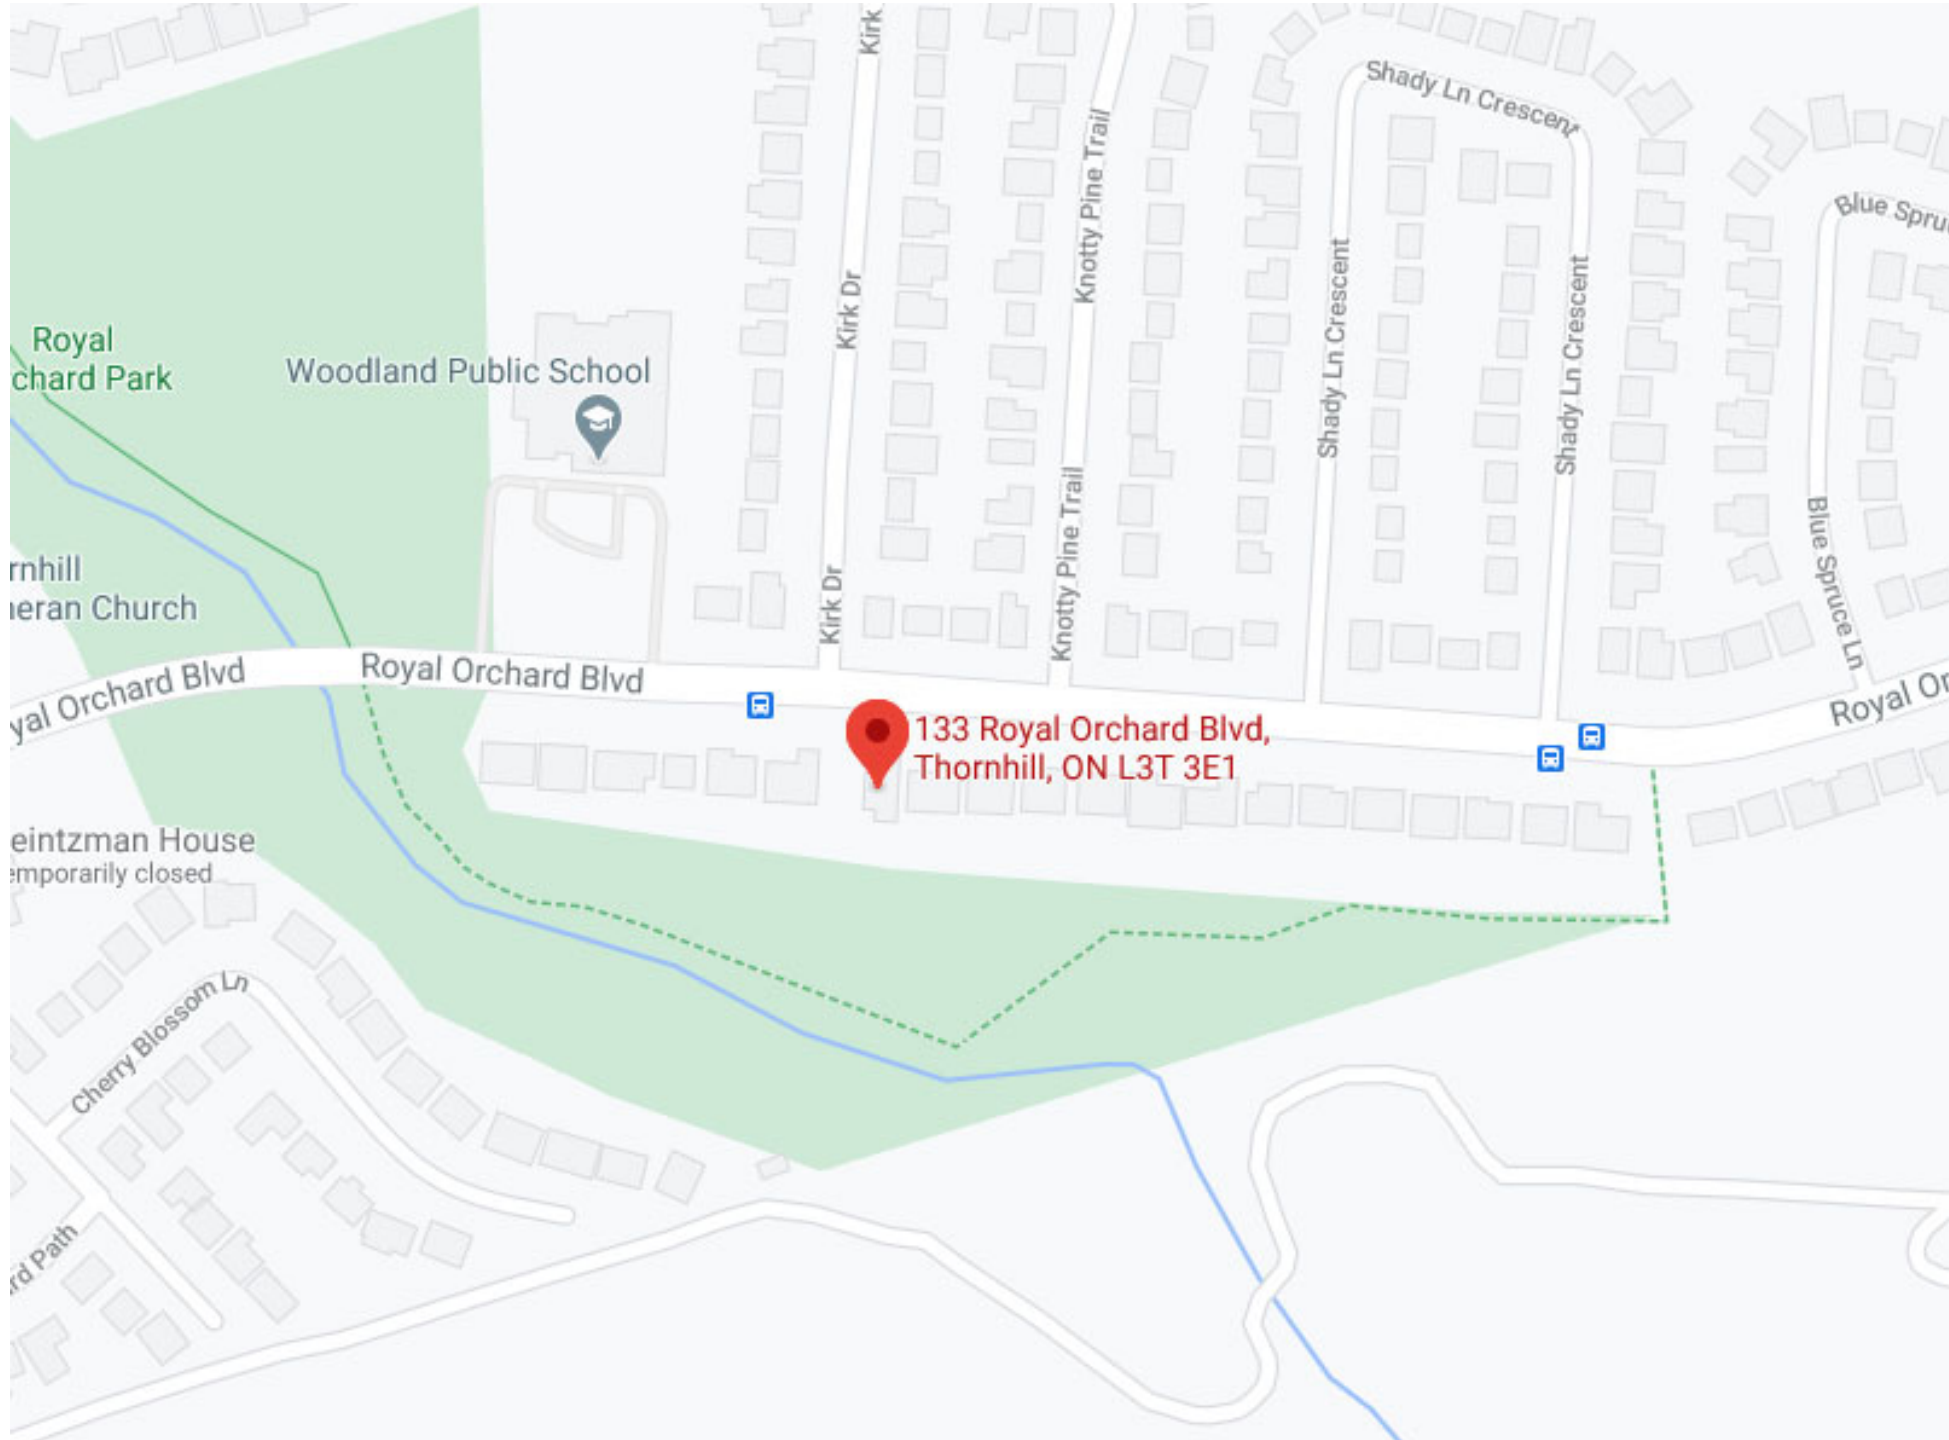 Kirk
Shady Ln Crescent
Knotty Pine Trail
Blue Spru
Kirk Dr
Shady Ln Crescent
Shady Ln Crescent
Royal
chard Park
Woodland Public School
Knotty Pine Trail
Blue Spruce Ln
Kirk Dr
rnhill
eran Church
Royal Orchard Blvd
yal Orchard Blvd
Royal Or
133 Royal Orchard Blvd,
Thornhill, ON L3T 3E1
eintzman House
emporarily closed
Cherry Blossom Ln
rd Path